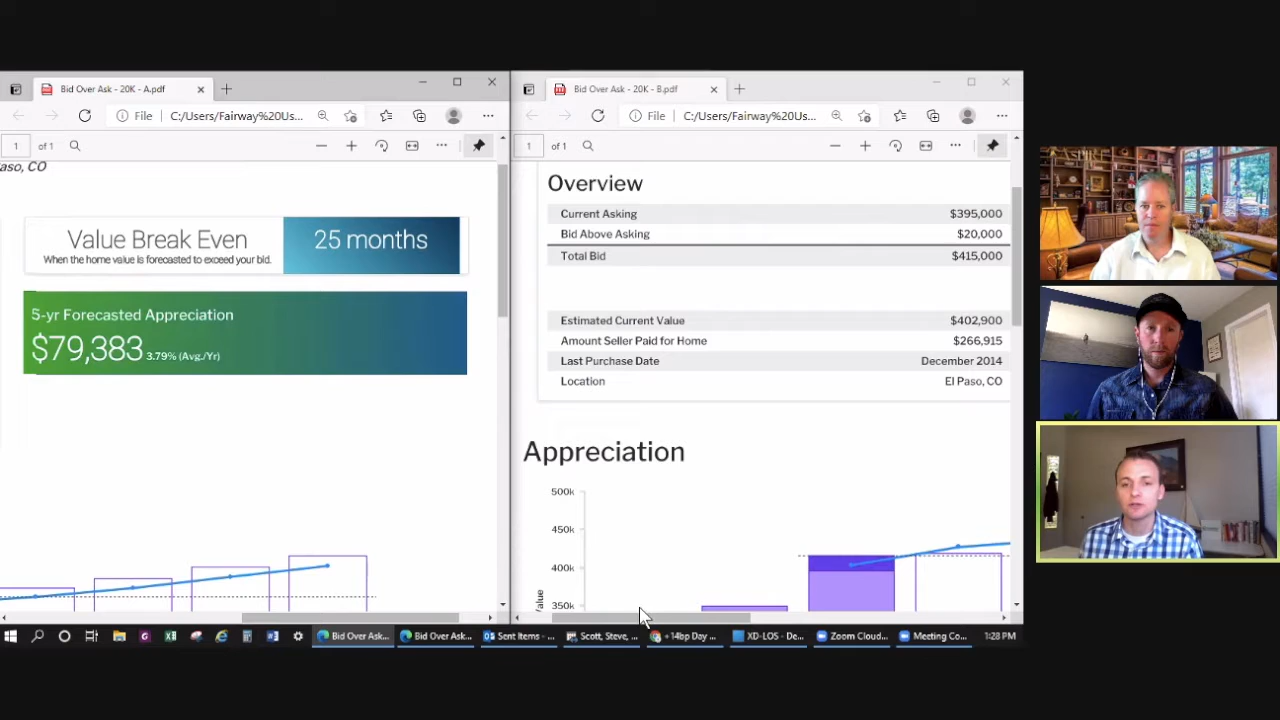 Bid Over Ask - 20K - A.pdf
File
C:/Users/Fairway%20Us...
1
of 1
aso, CO
Value Break Even
When the home value is forecasted to exceed your bid.
25 months
5-yr Forecasted Appreciation
$79,383 3.79% (Avg./Yr)
Bid Over Ask - 20K - B.pdf
File
C:/Users/Fairway%20Us...
1
of 1
Overview
Current Asking $395,000
Bid Above Asking $20,000
Total Bid $415,000
Estimated Current Value $402,900
Amount Seller Paid for Home $266,915
Last Purchase Date December 2014
Location El Paso, CO
Appreciation
500k
450k
400k
350k
alue
Bid Over Ask...
Bid Over Ask...
Sent Items - ...
Scott, Steve, ...
+14bp Day ...
XD-LOS - De...
Zoom Cloud...
Meeting Co...
1:28 PM